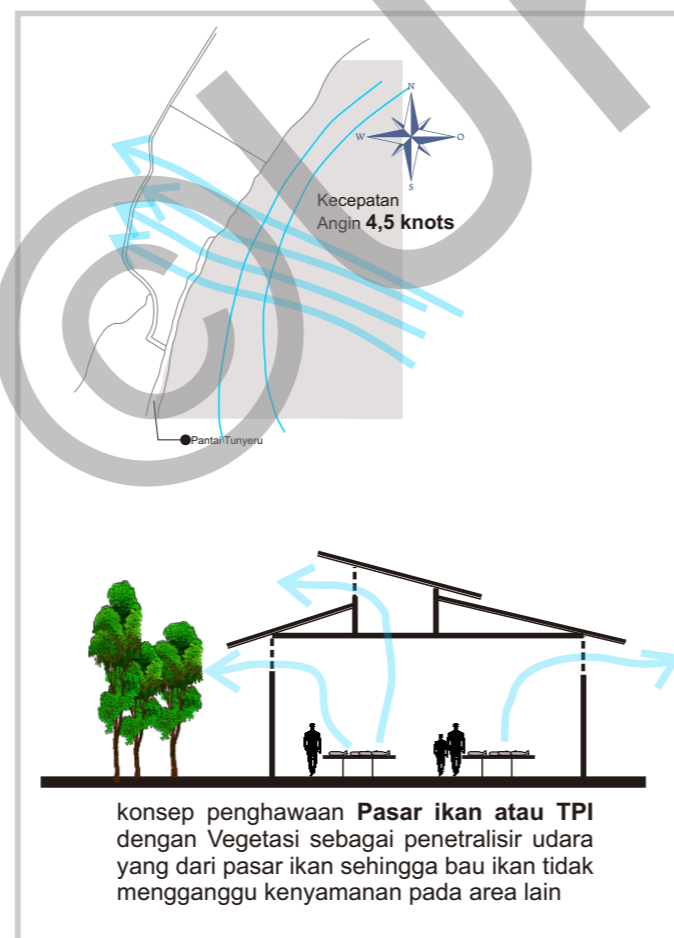 N
W
O
S
Kecepatan
Angin 4,5 knots
Pantai Tunyeru
konsep penghawaan Pasar ikan atau TPI
dengan Vegetasi sebagai penetralisir udara
yang dari pasar ikan sehingga bau ikan tidak
mengganggu kenyamanan pada area lain